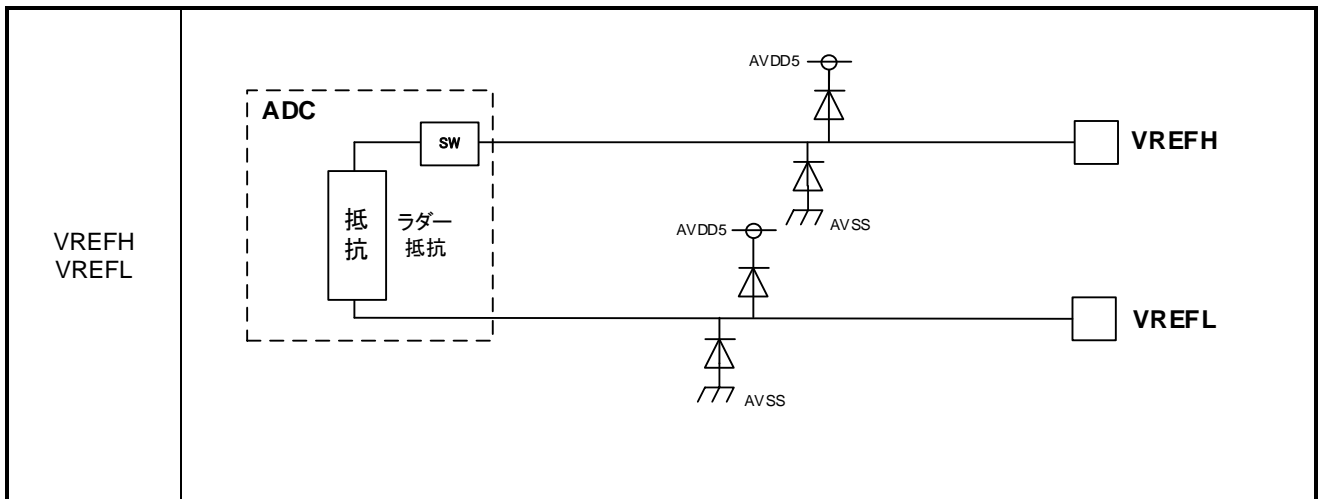 VREFH
VREFL
ADC
SW
抵
抗
ラダー
抵抗
AVDD5
AVSS
VREFH
AVDD5
AVSS
VREFL